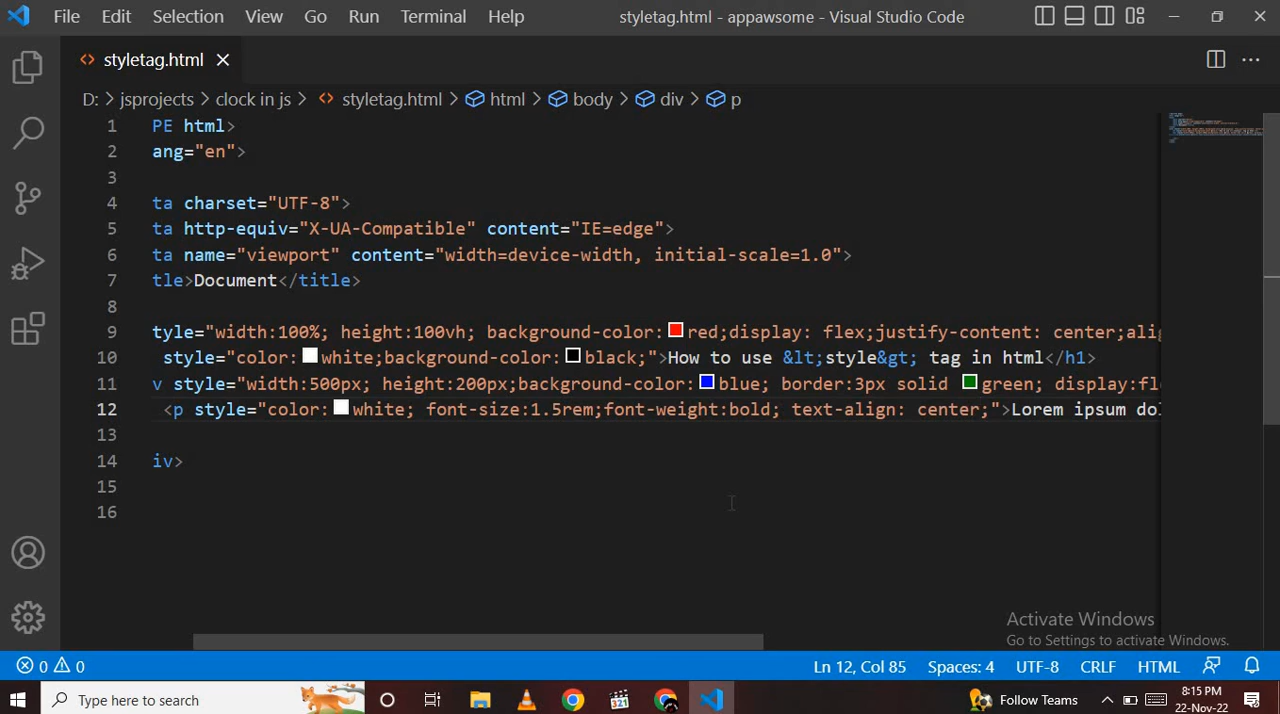 File Edit Selection View Go Run Terminal Help styletag.html - appawsome - Visual Studio Code
styletag.html
D: > jsprojects > clock in js > styletag.html > html > body > div > p
1 PE html>
2 ang="en">
3
4 ta charset="UTF-8">
5 ta http-equiv="X-UA-Compatible" content="IE=edge">
6 ta name="viewport" content="width=device-width, initial-scale=1.0">
7 tle>Document</title>
8
9 tyle="width:100%; height:100vh; background-color:red;display: flex;justify-content: center;alig
10 style="color:white;background-color:black;">How to use &lt;style&gt; tag in html</h1>
11 v style="width:500px; height:200px;background-color:blue; border:3px solid green; display:fle
12 <p style="color:white; font-size:1.5rem;font-weight:bold; text-align: center;">Lorem ipsum dol
13
14 iv>
15
16
Activate Windows
Go to Settings to activate Windows.
0 0 Ln 12, Col 85 Spaces: 4 UTF-8 CRLF HTML
Type here to search 321 Follow Teams 8:15 PM
22-Nov-22